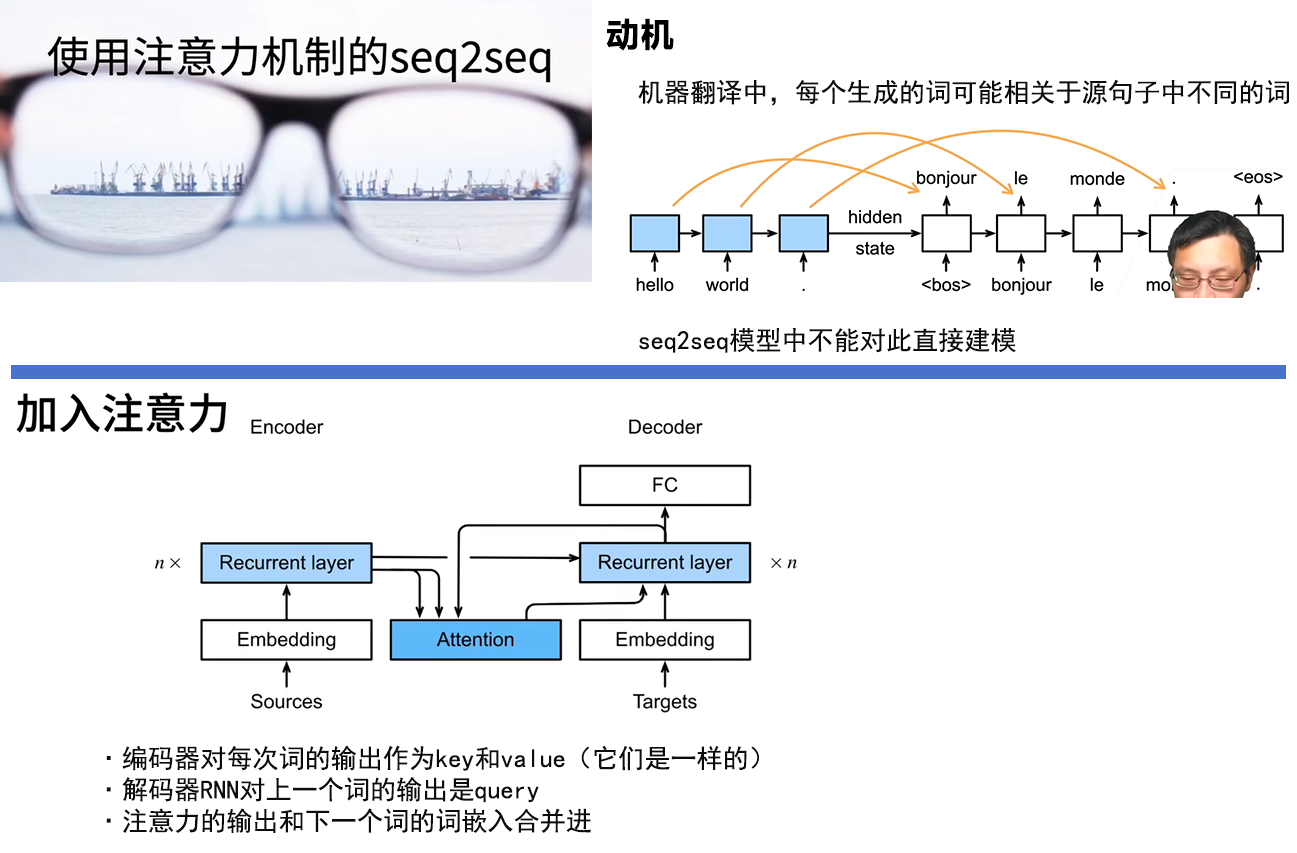 使用注意力机制的seq2seq
动机
机器翻译中，每个生成的词可能相关于源句子中不同的词
bonjour le monde . <eos>
hidden
state
hello world . <bos> bonjour le .
seq2seq模型中不能对此直接建模
加入注意力
Encoder Decoder
FC
n × Recurrent layer Recurrent layer × n
Embedding Attention Embedding
Sources Targets
· 编码器对每次词的输出作为key和value（它们是一样的）
· 解码器RNN对上一个词的输出是query
· 注意力的输出和下一个词的词嵌入合并进